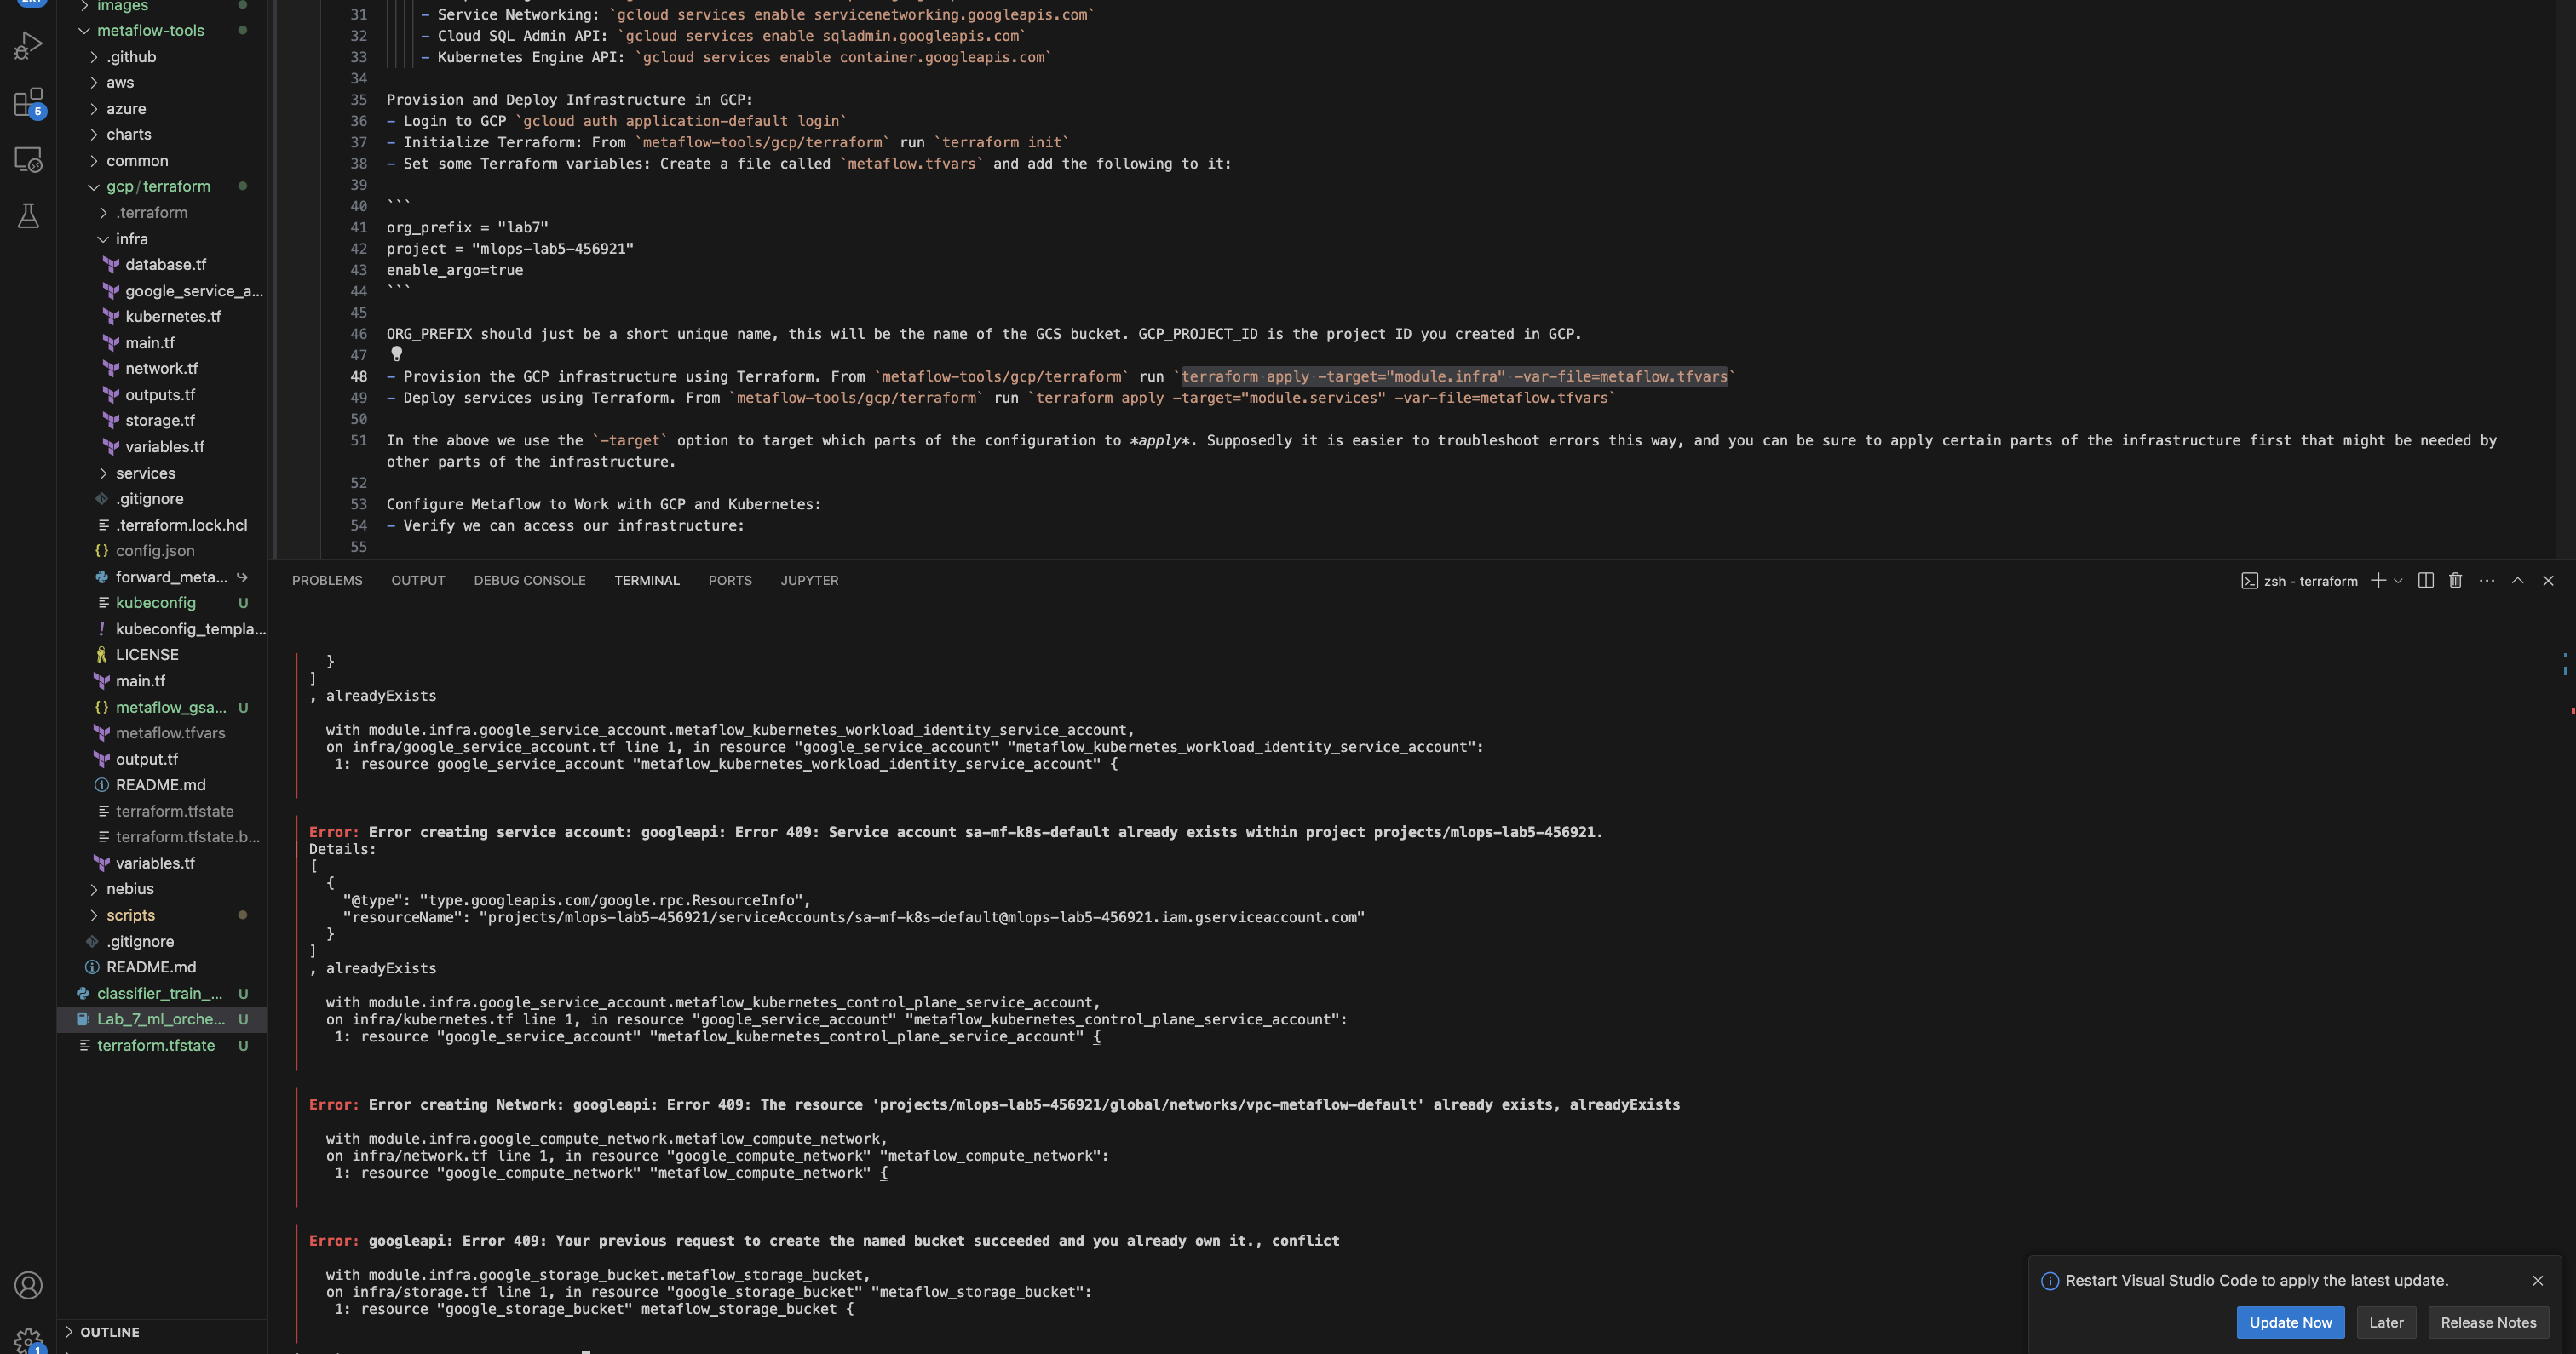 images
metaflow-tools
.github
aws
azure
charts
common
gcp/terraform
.terraform
infra
database.tf
google_service_a...
kubernetes.tf
main.tf
network.tf
outputs.tf
storage.tf
variables.tf
services
.gitignore
.terraform.lock.hcl
config.json
forward_meta...
kubeconfig U
kubeconfig_templa...
LICENSE
main.tf
metaflow_gsa... U
metaflow.tfvars
output.tf
README.md
terraform.tfstate
terraform.tfstate.b...
variables.tf
nebius
scripts
.gitignore
README.md
classifier_train_... U
Lab_7_ml_orche... U
terraform.tfstate U
OUTLINE
5
1
31 – Service Networking: `gcloud services enable servicenetworking.googleapis.com`
32 – Cloud SQL Admin API: `gcloud services enable sqladmin.googleapis.com`
33 – Kubernetes Engine API: `gcloud services enable container.googleapis.com`
34
35 Provision and Deploy Infrastructure in GCP:
36 – Login to GCP `gcloud auth application-default login`
37 – Initialize Terraform: From `metaflow-tools/gcp/terraform` run `terraform init`
38 – Set some Terraform variables: Create a file called `metaflow.tfvars` and add the following to it:
39
40 ```
41 org_prefix = "lab7"
42 project = "mlops-lab5-456921"
43 enable_argo=true
44 ```
45
46 ORG_PREFIX should just be a short unique name, this will be the name of the GCS bucket. GCP_PROJECT_ID is the project ID you created in GCP.
47
48 – Provision the GCP infrastructure using Terraform. From `metaflow-tools/gcp/terraform` run `terraform apply -target="module.infra" -var-file=metaflow.tfvars`
49 – Deploy services using Terraform. From `metaflow-tools/gcp/terraform` run `terraform apply -target="module.services" -var-file=metaflow.tfvars`
50
51 In the above we use the `-target` option to target which parts of the configuration to *apply*. Supposedly it is easier to troubleshoot errors this way, and you can be sure to apply certain parts of the infrastructure first that might be needed by
other parts of the infrastructure.
52
53 Configure Metaflow to Work with GCP and Kubernetes:
54 – Verify we can access our infrastructure:
55
PROBLEMS OUTPUT DEBUG CONSOLE TERMINAL PORTS JUPYTER
zsh - terraform
}
]
, alreadyExists
with module.infra.google_service_account.metaflow_kubernetes_workload_identity_service_account,
on infra/google_service_account.tf line 1, in resource "google_service_account" "metaflow_kubernetes_workload_identity_service_account":
1: resource google_service_account "metaflow_kubernetes_workload_identity_service_account" {
Error: Error creating service account: googleapi: Error 409: Service account sa-mf-k8s-default already exists within project projects/mlops-lab5-456921.
Details:
[
{
"@type": "type.googleapis.com/google.rpc.ResourceInfo",
"resourceName": "projects/mlops-lab5-456921/serviceAccounts/sa-mf-k8s-default@mlops-lab5-456921.iam.gserviceaccount.com"
}
]
, alreadyExists
with module.infra.google_service_account.metaflow_kubernetes_control_plane_service_account,
on infra/kubernetes.tf line 1, in resource "google_service_account" "metaflow_kubernetes_control_plane_service_account":
1: resource "google_service_account" "metaflow_kubernetes_control_plane_service_account" {
Error: Error creating Network: googleapi: Error 409: The resource 'projects/mlops-lab5-456921/global/networks/vpc-metaflow-default' already exists, alreadyExists
with module.infra.google_compute_network.metaflow_compute_network,
on infra/network.tf line 1, in resource "google_compute_network" "metaflow_compute_network":
1: resource "google_compute_network" "metaflow_compute_network" {
Error: googleapi: Error 409: Your previous request to create the named bucket succeeded and you already own it., conflict
with module.infra.google_storage_bucket.metaflow_storage_bucket,
on infra/storage.tf line 1, in resource "google_storage_bucket" "metaflow_storage_bucket":
1: resource "google_storage_bucket" metaflow_storage_bucket {
Restart Visual Studio Code to apply the latest update.
Update Now Later Release Notes